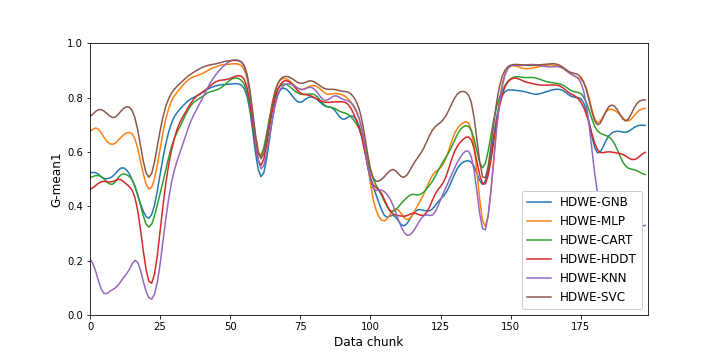 1.0
0.8
0.6
0.4
0.2
0.0
G-mean1
0 25 50 75 100 125 150 175
Data chunk
HDWE-GNB
HDWE-MLP
HDWE-CART
HDWE-HDDT
HDWE-KNN
HDWE-SVC